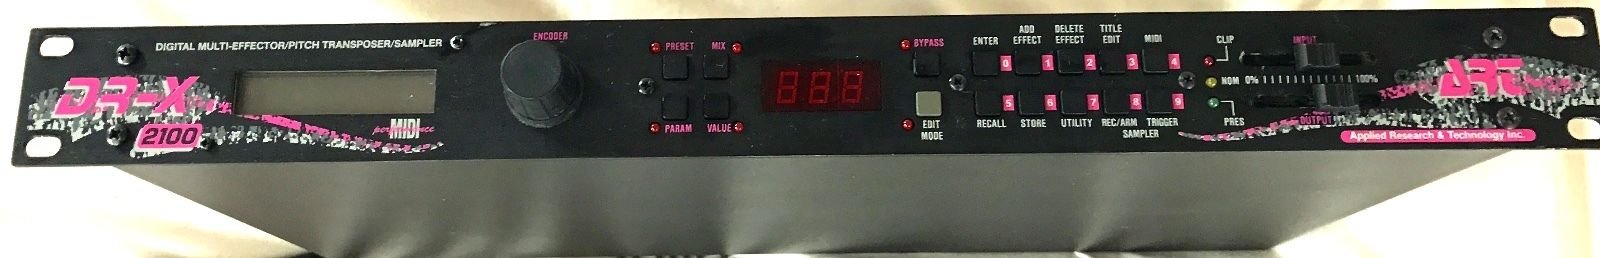 DIGITAL MULTI-EFFECTOR/PITCH TRANSPOSER/SAMPLER
DR-X
2100
performance
MIDI
ENCODER
PRESET MIX
PARAM VALUE
BYPASS
EDIT
MODE
ENTER ADD EFFECT DELETE EFFECT TITLE EDIT MIDI
0 1 2 3 4
5 6 7 8 9
RECALL STORE UTILITY REC/ARM TRIGGER
SAMPLER
CLIP
NOM
PRES
INPUT
0% 100%
OUTPUT
ART
Applied Research & Technology Inc.